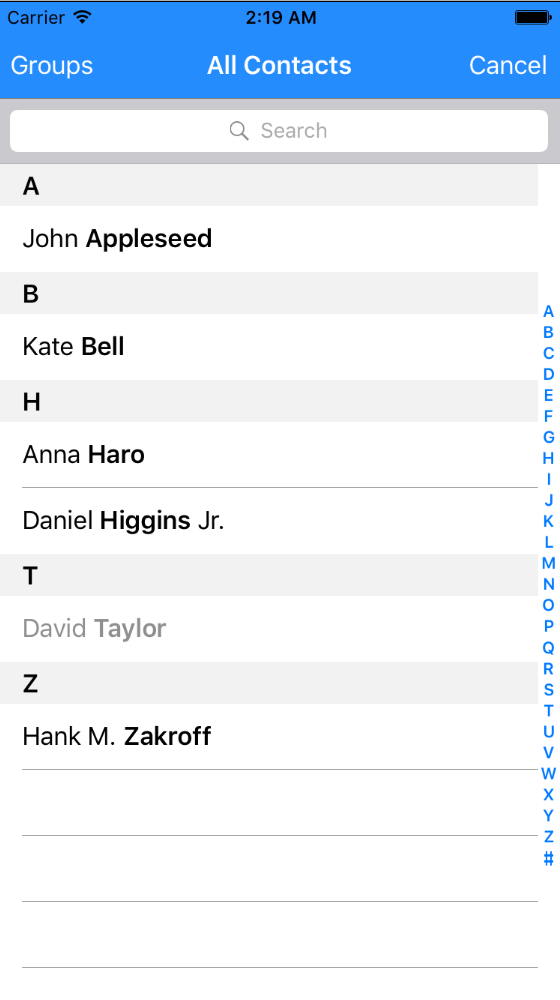 Carrier 2:19 AM
Groups All Contacts Cancel
Search
A
John Appleseed
B
Kate Bell
H
Anna Haro
Daniel Higgins Jr.
T
David Taylor
Z
Hank M. Zakroff
A
B
C
D
E
F
G
H
I
J
K
L
M
N
O
P
Q
R
S
T
U
V
W
X
Y
Z
#